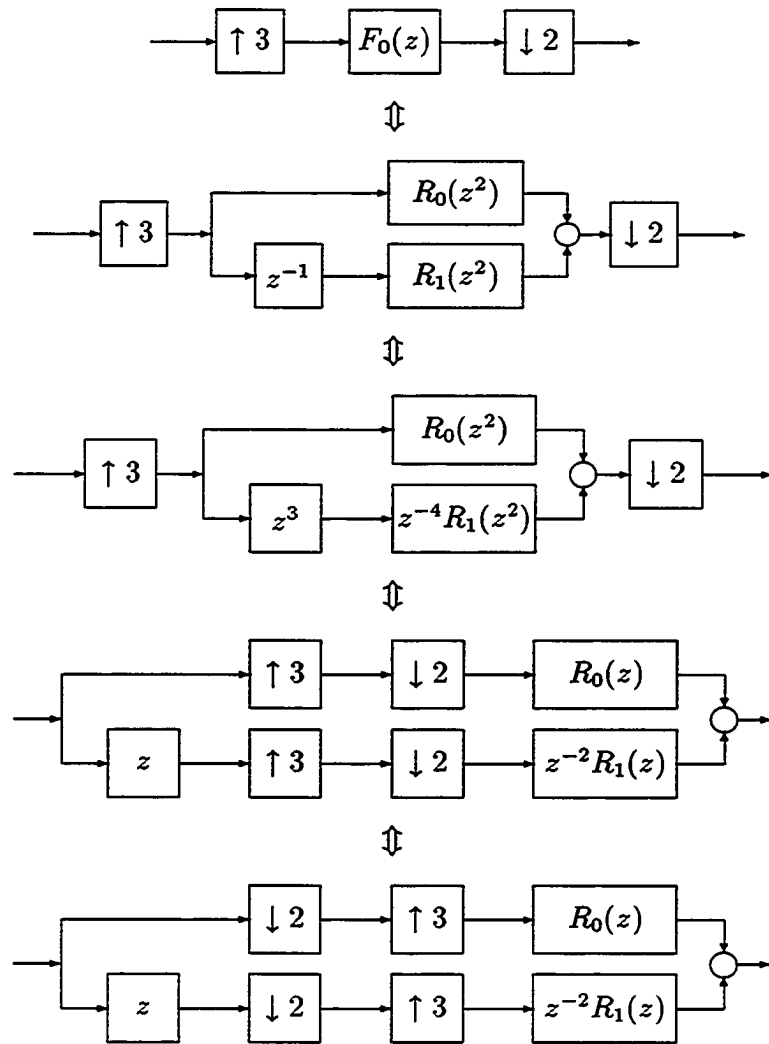 ↑ 3 F₀(z) ↓ 2
⇕
R₀(z²)
↑ 3 ↓ 2
z⁻¹ R₁(z²)
⇕
R₀(z²)
↑ 3 ↓ 2
z³ z⁻⁴R₁(z²)
⇕
↑ 3 ↓ 2 R₀(z)
z ↑ 3 ↓ 2 z⁻²R₁(z)
⇕
↓ 2 ↑ 3 R₀(z)
z ↓ 2 ↑ 3 z⁻²R₁(z)